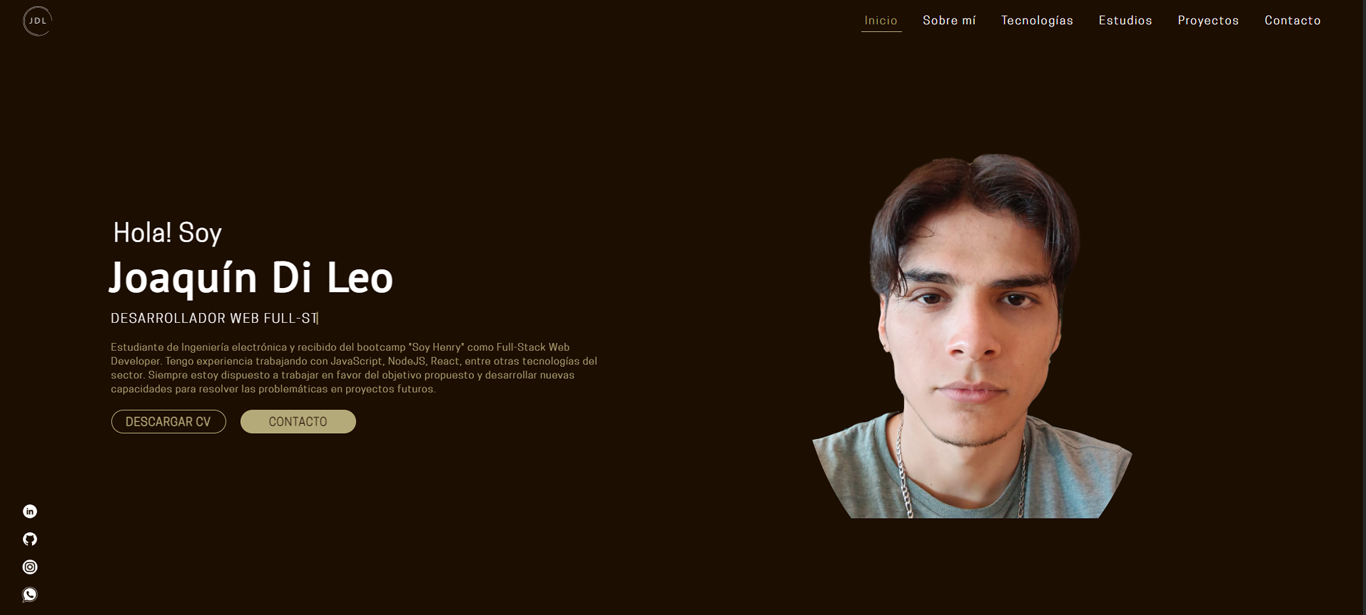 JDL
Inicio Sobre mí Tecnologías Estudios Proyectos Contacto
Hola! Soy
Joaquín Di Leo
DESARROLLADOR WEB FULL-ST
Estudiante de Ingeniería electrónica y recibido del bootcamp "Soy Henry" como Full-Stack Web
Developer. Tengo experiencia trabajando con JavaScript, NodeJS, React, entre otras tecnologías del
sector. Siempre estoy dispuesto a trabajar en favor del objetivo propuesto y desarrollar nuevas
capacidades para resolver las problemáticas en proyectos futuros.
DESCARGAR CV CONTACTO
in